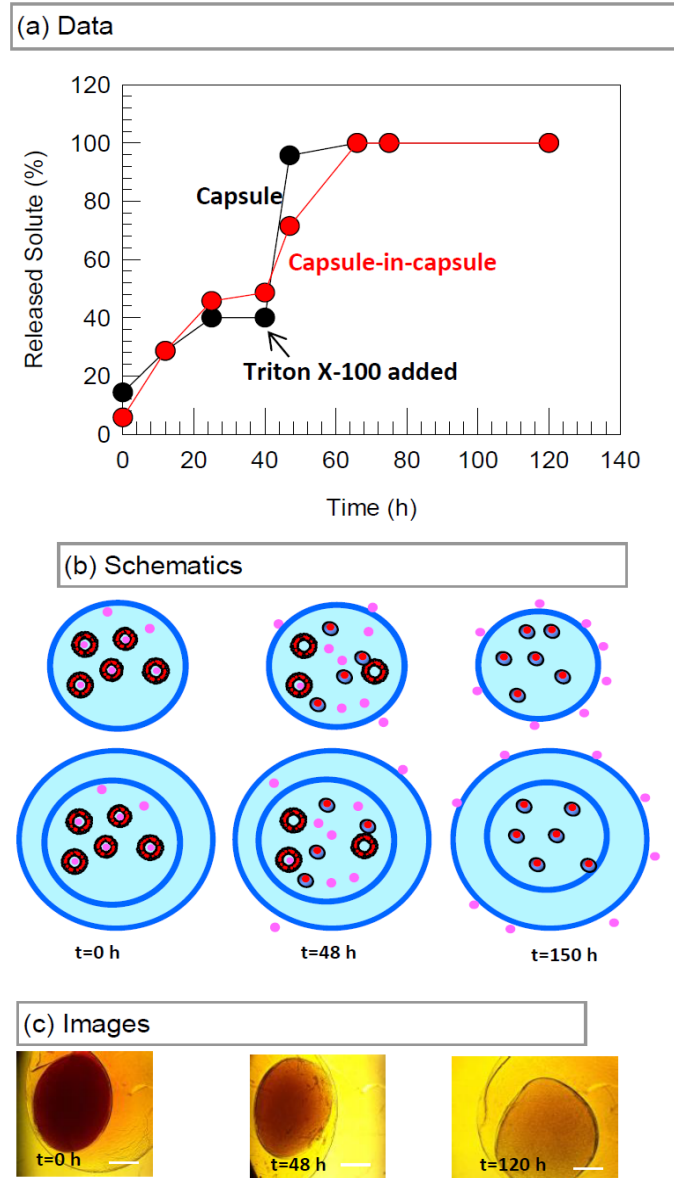 (a) Data
120
100
80
60
40
20
0
Released Solute (%)
Capsule
Capsule-in-capsule
Triton X-100 added
0 20 40 60 80 100 120 140
Time (h)
(b) Schematics
t=0 h t=48 h t=150 h
(c) Images
t=0 h t=48 h t=120 h